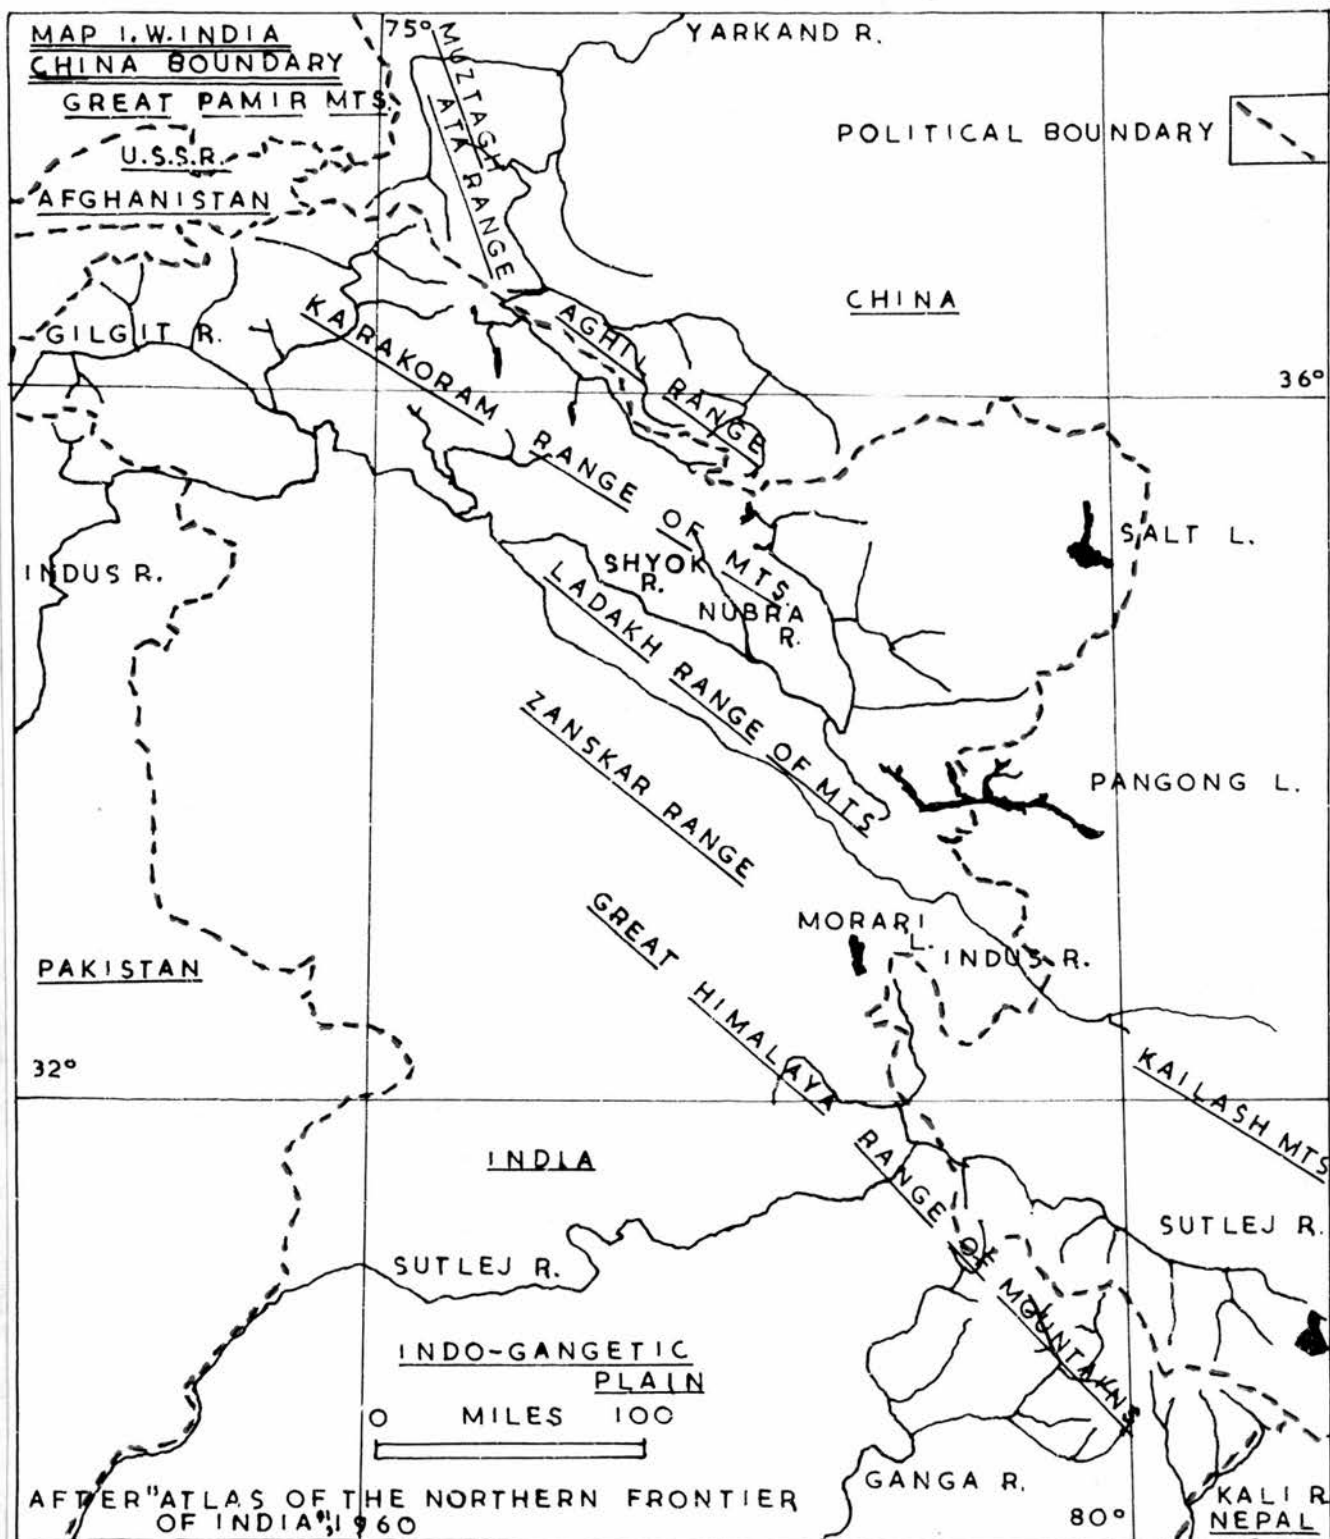 MAP I.W.INDIA
CHINA BOUNDARY
75°
YARKAND R.
GREAT PAMIR MTS.
MUZTAGH
ATA RANGE
POLITICAL BOUNDARY
U.S.S.R.
AFGHANISTAN
CHINA
GILGIT R.
KARAKORAM RANGE OF MTS.
AGHIL RANGE
36°
SALT L.
INDUS R.
SHYOK
R.
NUBRA
R.
LADAKH RANGE OF MTS
ZANSKAR RANGE
PANGONG L.
GREAT HIMALAYA RANGE OF MOUNTAINS
MORARI
L.
INDUS R.
PAKISTAN
32°
KAILASH MTS
INDIA
SUTLEJ R.
SUTLEJ R.
INDO-GANGETIC
PLAIN
0 MILES 100
GANGA R.
AFTER "ATLAS OF THE NORTHERN FRONTIER
OF INDIA", 1960
80°
KALI R
NEPAL